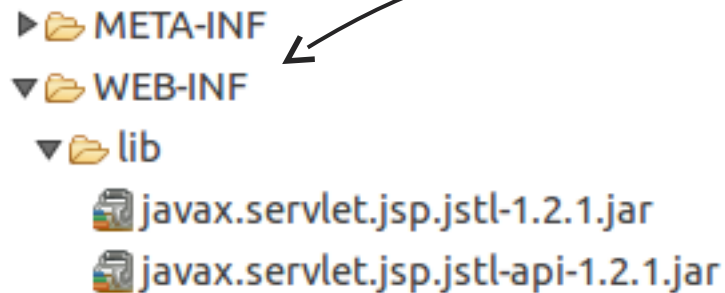 META-INF
WEB-INF
lib
javax.servlet.jsp.jstl-1.2.1.jar
javax.servlet.jsp.jstl-api-1.2.1.jar